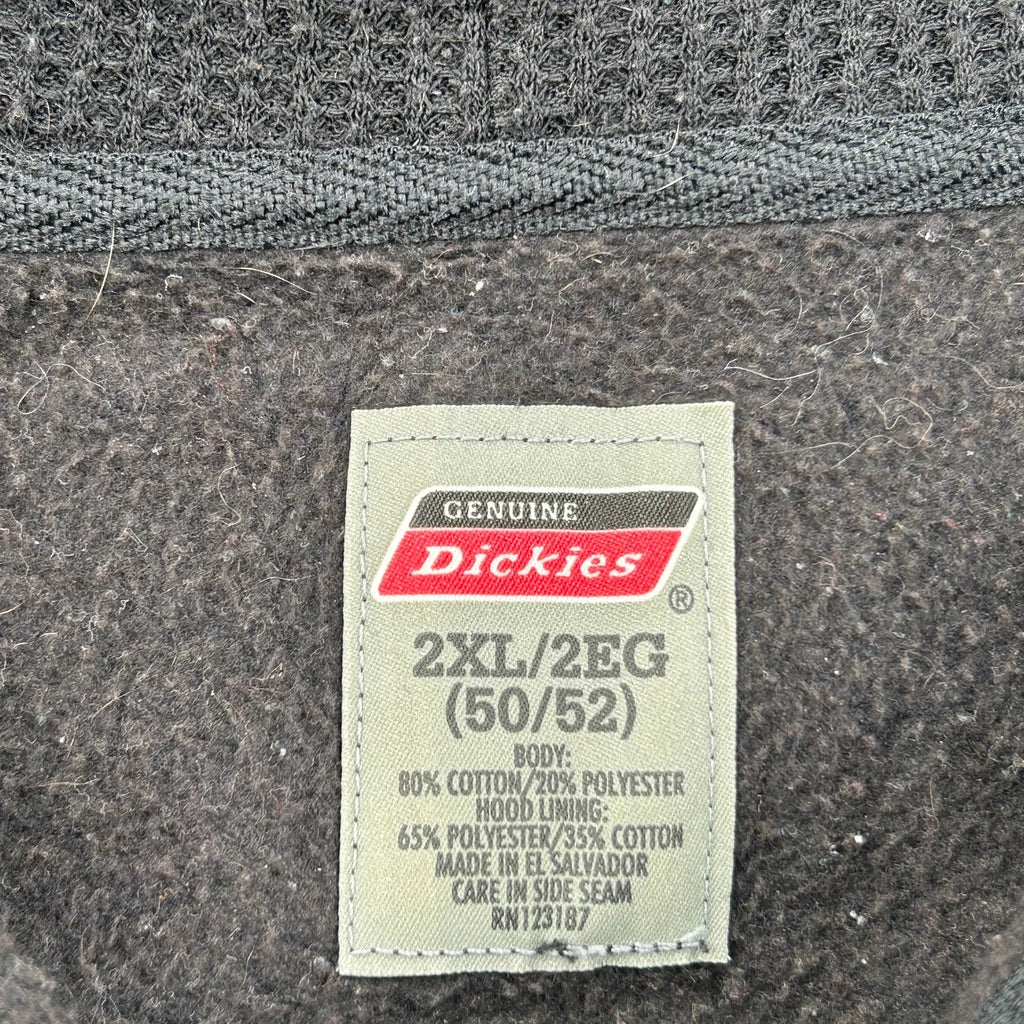 GENUINE
Dickies
®
2XL/2EG
(50/52)
BODY:
80% COTTON/20% POLYESTER
HOOD LINING:
65% POLYESTER/35% COTTON
MADE IN EL SALVADOR
CARE IN SIDE SEAM
RN123187